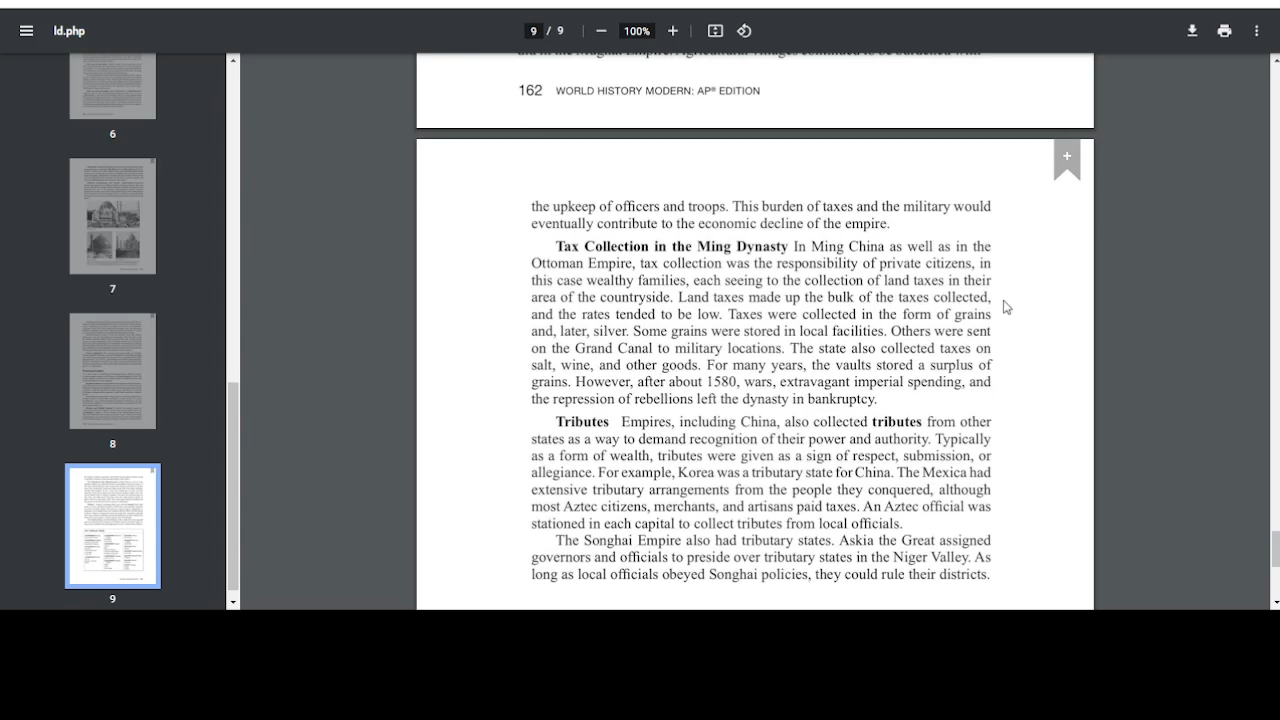 ld.php
9 / 9
100%
did in the Mughal Empire. Agricultural villages continued to be burdened with
162 WORLD HISTORY MODERN: AP® EDITION
6
7
8
9
the upkeep of officers and troops. This burden of taxes and the military would
eventually contribute to the economic decline of the empire.
Tax Collection in the Ming Dynasty In Ming China as well as in the
Ottoman Empire, tax collection was the responsibility of private citizens, in
this case wealthy families, each seeing to the collection of land taxes in their
area of the countryside. Land taxes made up the bulk of the taxes collected,
and the rates tended to be low. Taxes were collected in the form of grains
and, later, silver. Some grains were stored in local facilities. Others were sent
on the Grand Canal to military locations. The state also collected taxes on
salt, wine, and other goods. For many years, the vaults stored a surplus of
grains. However, after about 1580, wars, extravagant imperial spending, and
the repression of rebellions left the dynasty in bankruptcy.
Tributes Empires, including China, also collected tributes from other
states as a way to demand recognition of their power and authority. Typically
as a form of wealth, tributes were given as a sign of respect, submission, or
allegiance. For example, Korea was a tributary state for China. The Mexica had
extensive tributary arrangements from the people they conquered, although
most Aztec citizens, merchants, and artisans paid taxes. An Aztec official was
stationed in each capital to collect tributes from local officials.
The Songhai Empire also had tributary states. Askia the Great assigned
governors and officials to preside over tributary states in the Niger Valley. As
long as local officials obeyed Songhai policies, they could rule their districts.